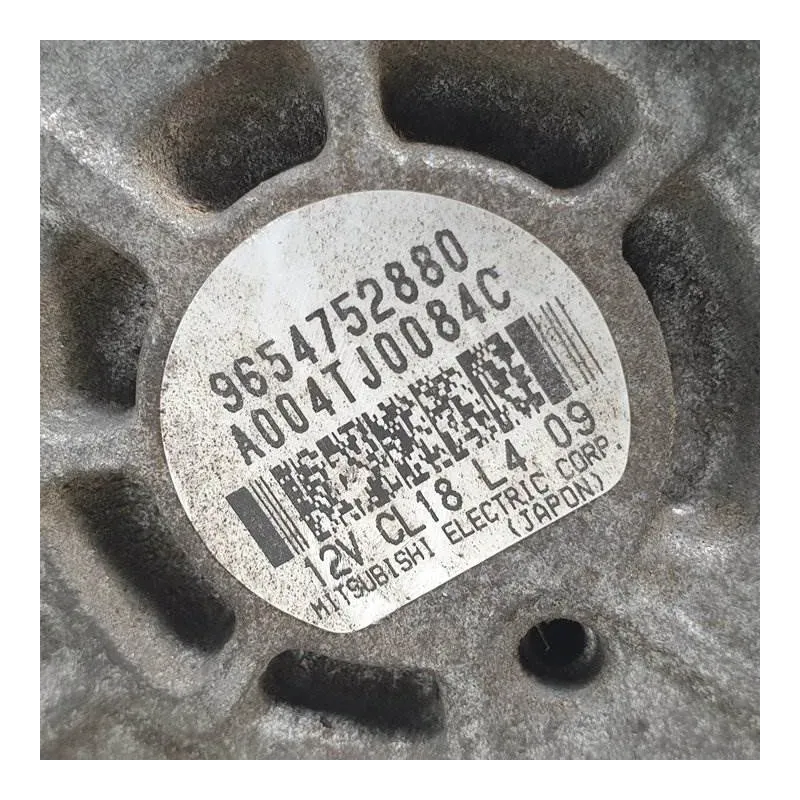 9654752880
A004TJ0084C
12V CL18 L4 09
MITSUBISHI ELECTRIC CORP.
(JAPON)